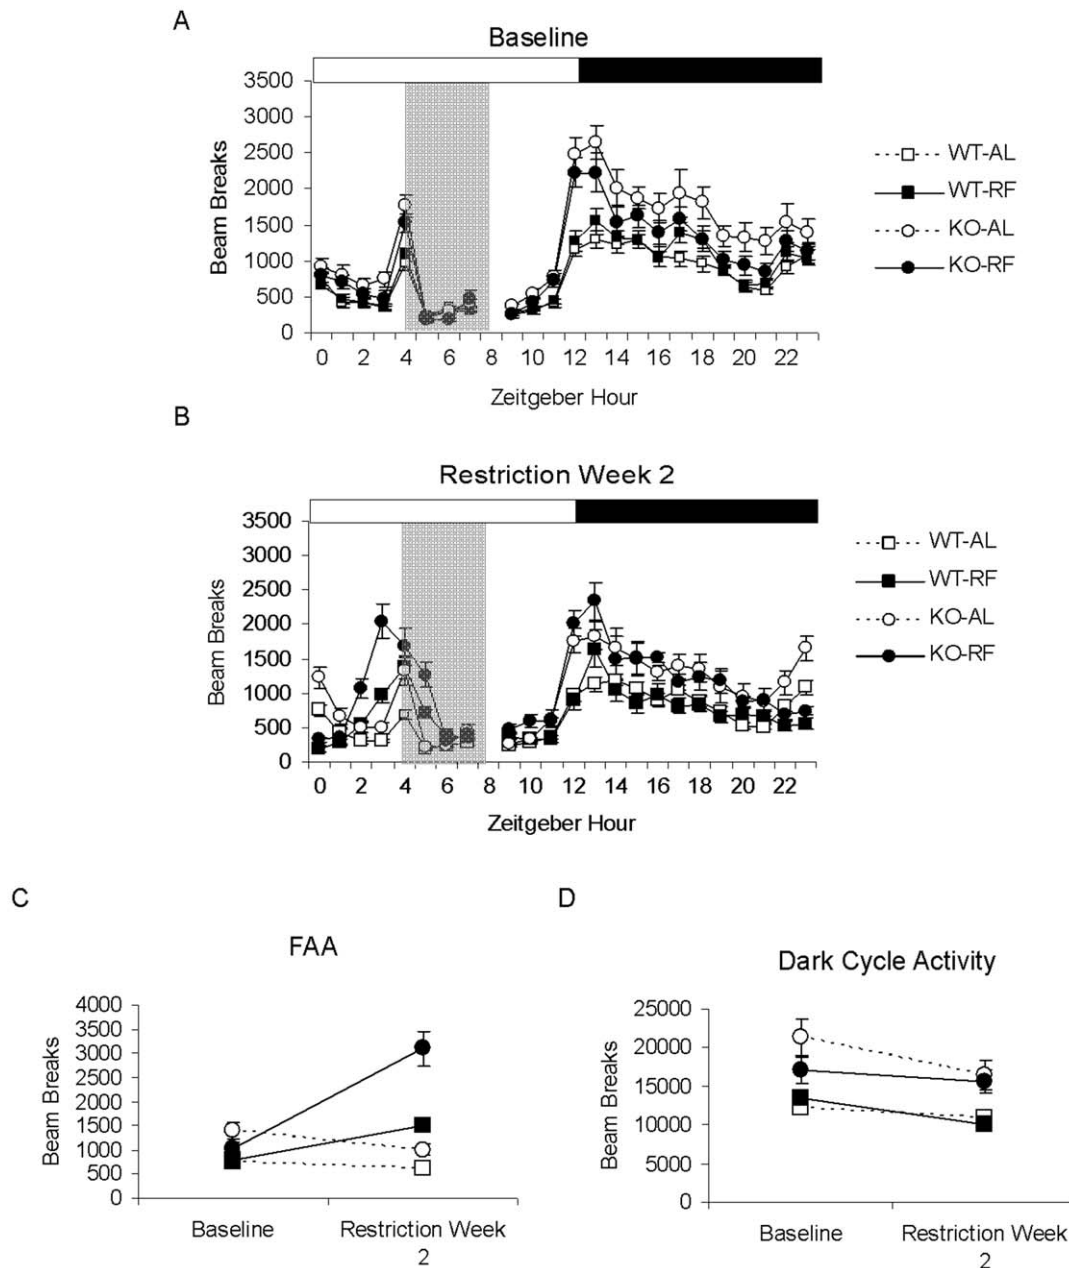 A
Baseline
3500
3000
2500
2000
1500
1000
500
0
Beam Breaks
0 2 4 6 8 10 12 14 16 18 20 22
Zeitgeber Hour
WT-AL
WT-RF
KO-AL
KO-RF
B
Restriction Week 2
3500
3000
2500
2000
1500
1000
500
0
Beam Breaks
0 2 4 6 8 10 12 14 16 18 20 22
Zeitgeber Hour
WT-AL
WT-RF
KO-AL
KO-RF
C
FAA
4000
3500
3000
2500
2000
1500
1000
500
0
Beam Breaks
Baseline
Restriction Week
2
D
Dark Cycle Activity
25000
20000
15000
10000
5000
0
Beam Breaks
Baseline
Restriction Week
2